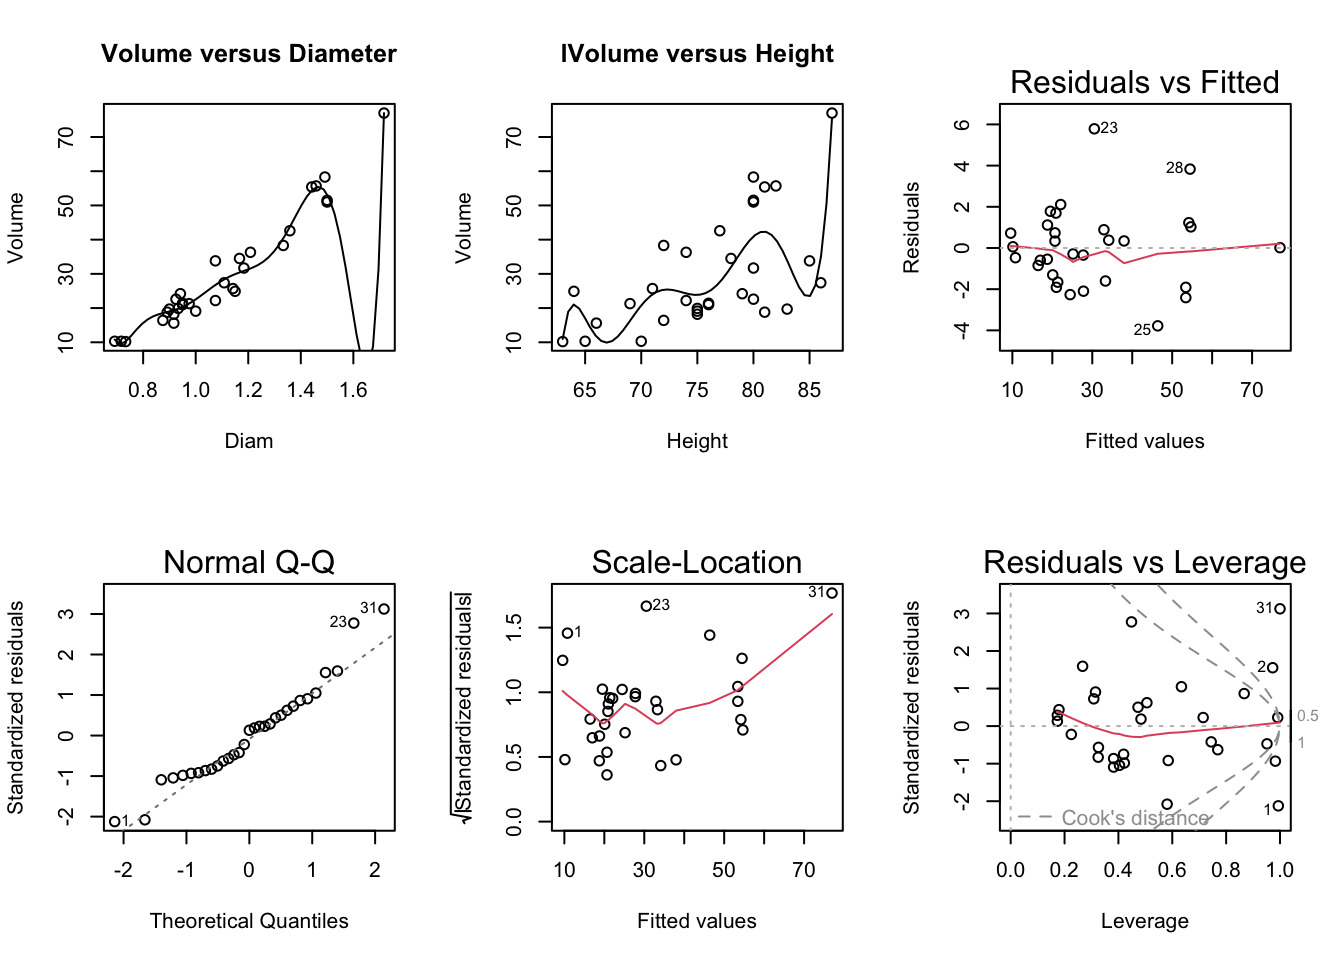 Volume versus Diameter
Volume
10 30 50 70
0.8 1.0 1.2 1.4 1.6
Diam
lVolume versus Height
Volume
10 30 50 70
65 70 75 80 85
Height
Residuals vs Fitted
Residuals
-4 -2 0 2 4 6
23
28
25
10 30 50 70
Fitted values
Normal Q-Q
Standardized residuals
-2 -1 0 1 2 3
31
23
1
-2 -1 0 1 2
Theoretical Quantiles
Scale-Location
√|Standardized residuals|
0.0 0.5 1.0 1.5
31
23
1
10 30 50 70
Fitted values
Residuals vs Leverage
Standardized residuals
-2 -1 0 1 2 3
31
2
0.5
1
1
Cook's distance
0.0 0.2 0.4 0.6 0.8 1.0
Leverage